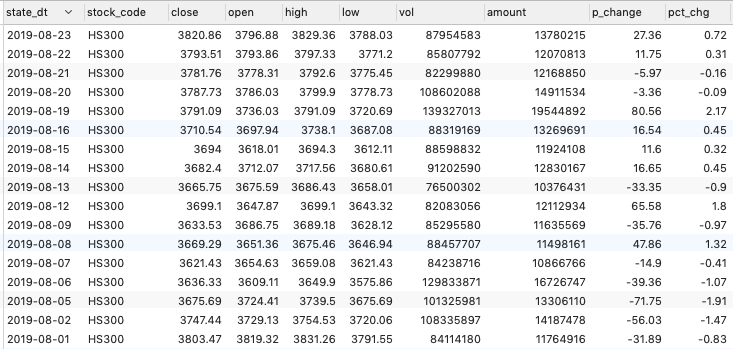 state_dt stock_code close open high low vol amount p_change pct_chg
2019-08-23 HS300 3820.86 3796.88 3829.36 3788.03 87954583 13780215 27.36 0.72
2019-08-22 HS300 3793.51 3793.86 3797.33 3771.2 85807792 12070813 11.75 0.31
2019-08-21 HS300 3781.76 3778.31 3792.6 3775.45 82299880 12168850 -5.97 -0.16
2019-08-20 HS300 3787.73 3786.03 3799.9 3778.73 108602088 14911534 -3.36 -0.09
2019-08-19 HS300 3791.09 3736.03 3791.09 3720.69 139327013 19544892 80.56 2.17
2019-08-16 HS300 3710.54 3697.94 3738.1 3687.08 88319169 13269691 16.54 0.45
2019-08-15 HS300 3694 3618.01 3694.3 3612.11 88598832 11924108 11.6 0.32
2019-08-14 HS300 3682.4 3712.07 3717.56 3680.61 91202590 12830167 16.65 0.45
2019-08-13 HS300 3665.75 3675.59 3686.43 3658.01 76500302 10376431 -33.35 -0.9
2019-08-12 HS300 3699.1 3647.87 3699.1 3643.32 82083056 12112934 65.58 1.8
2019-08-09 HS300 3633.53 3686.75 3689.18 3628.12 85295580 11635569 -35.76 -0.97
2019-08-08 HS300 3669.29 3651.36 3675.46 3646.94 88457707 11498161 47.86 1.32
2019-08-07 HS300 3621.43 3654.63 3659.08 3621.43 84238716 10866766 -14.9 -0.41
2019-08-06 HS300 3636.33 3609.11 3649.9 3575.86 129833871 16726747 -39.36 -1.07
2019-08-05 HS300 3675.69 3724.41 3739.5 3675.69 101325981 13306110 -71.75 -1.91
2019-08-02 HS300 3747.44 3729.13 3754.53 3720.06 108335897 14187478 -56.03 -1.47
2019-08-01 HS300 3803.47 3819.32 3831.26 3791.55 84114180 11764916 -31.89 -0.83